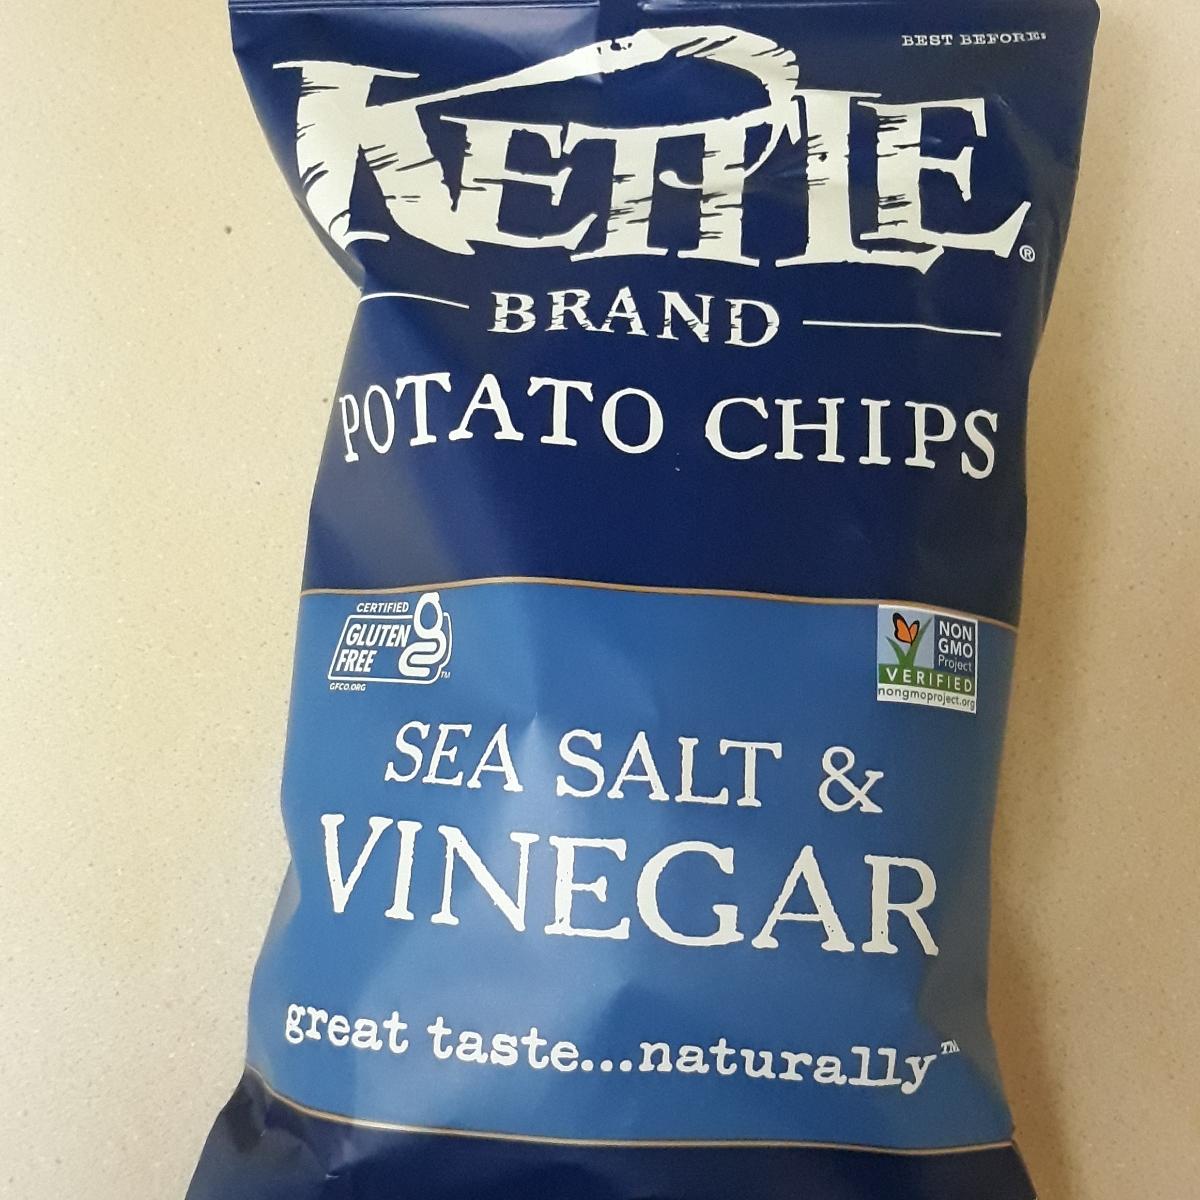 BEST BEFORE:
KETTLE®
BRAND
POTATO CHIPS
CERTIFIED
GLUTEN
FREE
TM
GFCO.ORG
NON
GMO
Project
VERIFIED
nongmoproject.org
SEA SALT &
VINEGAR
great taste...naturally™